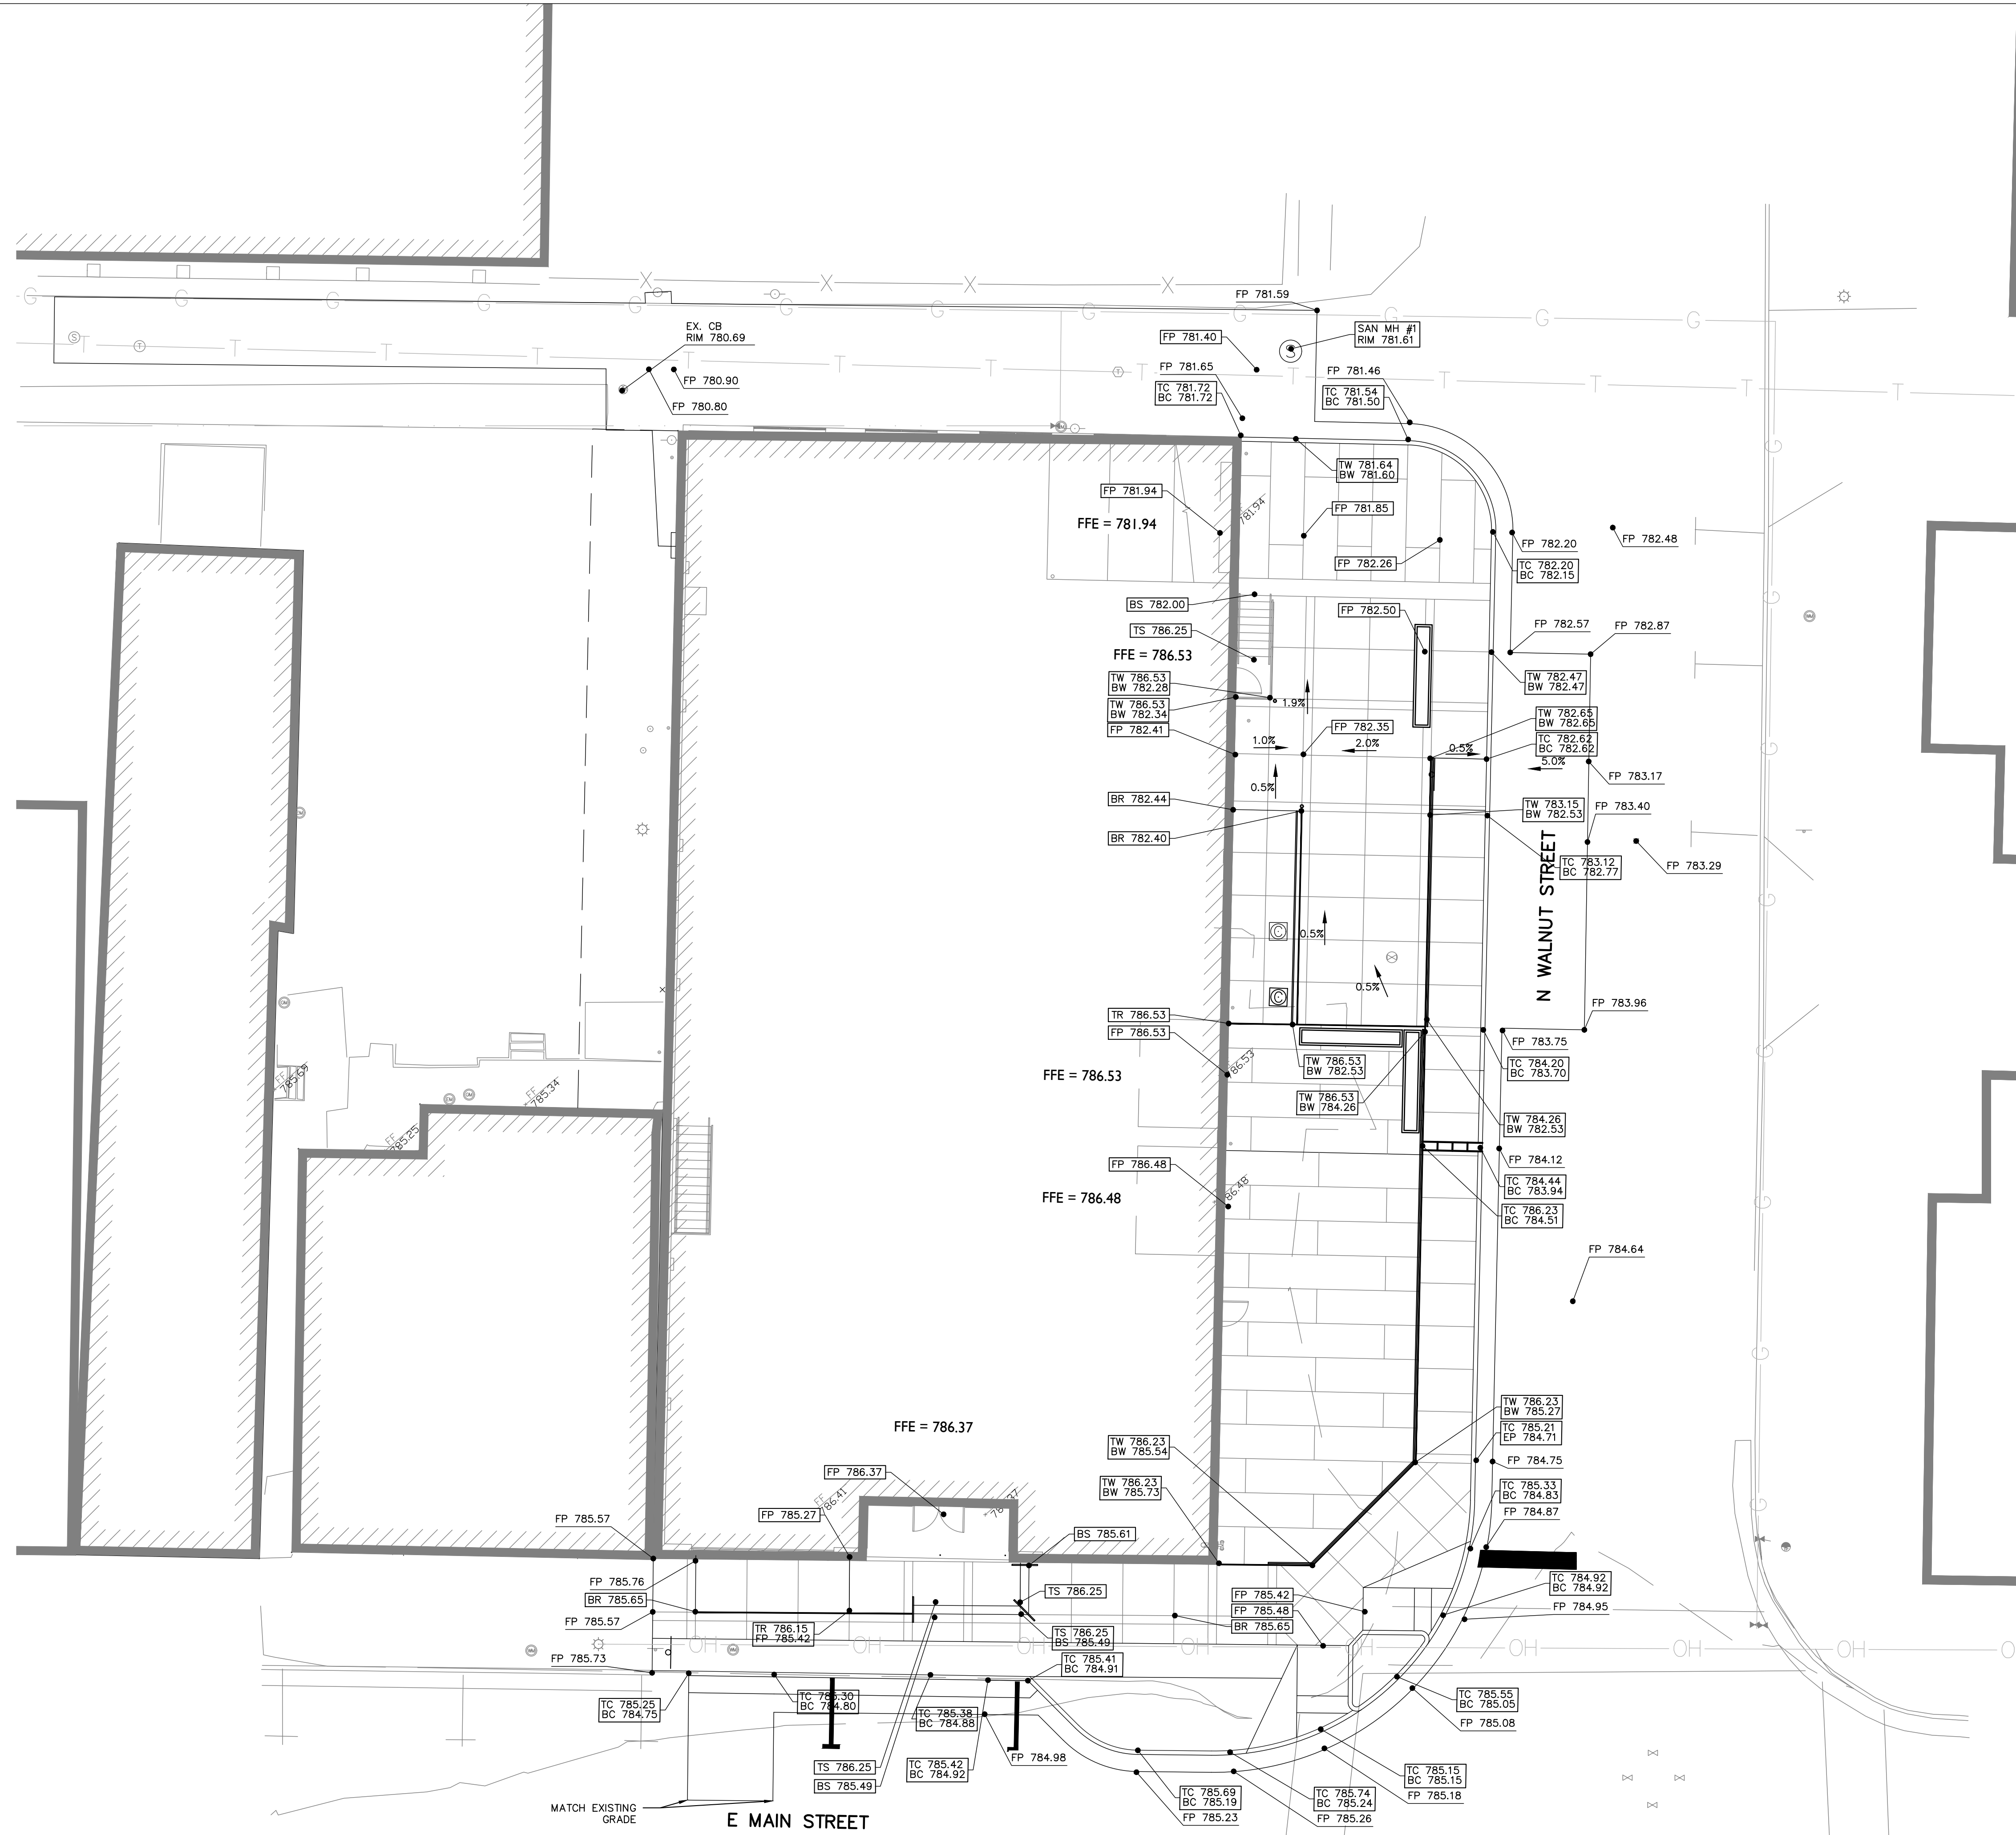 FP 781.59
EX. CB
RIM 780.69
SAN MH #1
RIM 781.61
FP 781.40
FP 781.65
FP 781.46
FP 780.90
FP 780.80
TC 781.72
BC 781.72
TC 781.54
BC 781.50
TW 781.64
BW 781.60
FP 781.94
FP 781.85
781.94
FFE = 781.94
FP 782.20
FP 782.48
FP 782.26
TC 782.20
BC 782.15
BS 782.00
FP 782.50
FP 782.57
FP 782.87
TS 786.25
FFE = 786.53
TW 786.53
BW 782.28
TW 782.47
BW 782.47
1.9%
TW 786.53
BW 782.34
TW 782.65
BW 782.65
FP 782.41
FP 782.35
1.0%
2.0%
0.5%
TC 782.62
BC 782.62
5.0%
FP 783.17
0.5%
BR 782.44
TW 783.15
BW 782.53
FP 783.40
BR 782.40
N WALNUT STREET
TC 783.12
BC 782.77
FP 783.29
0.5%
0.5%
FP 783.96
TR 786.53
FP 786.53
FP 783.75
FF
785.69
FF
785.34
786.53
TW 786.53
BW 782.53
TC 784.20
BC 783.70
FFE = 786.53
TW 786.53
BW 784.26
FF
785.25
TW 784.26
BW 782.53
FP 784.12
FP 786.48
TC 784.44
BC 783.94
FFE = 786.48
TC 786.23
BC 784.51
FP 784.64
TW 786.23
BW 785.27
FFE = 786.37
TC 785.21
EP 784.71
TW 786.23
BW 785.54
FP 784.75
FP 786.37
TW 786.23
BW 785.73
TC 785.33
BC 784.83
FF
786.41
FP 785.57
FP 785.27
FP 784.87
BS 785.61
FP 785.76
TC 784.92
BC 784.92
BR 785.65
TS 786.25
FP 785.42
FP 784.95
FP 785.57
FP 785.48
TR 786.15
FP 785.42
TS 786.25
BS 785.49
BR 785.65
FP 785.73
TC 785.41
BC 784.91
TC 785.25
BC 784.75
TC 785.30
BC 784.80
TC 785.38
BC 784.88
TC 785.55
BC 785.05
FP 785.08
TS 786.25
BS 785.49
TC 785.42
BC 784.92
FP 784.98
TC 785.15
BC 785.15
TC 785.69
BC 785.19
TC 785.74
BC 785.24
FP 785.18
MATCH EXISTING
GRADE
E MAIN STREET
FP 785.23
FP 785.26